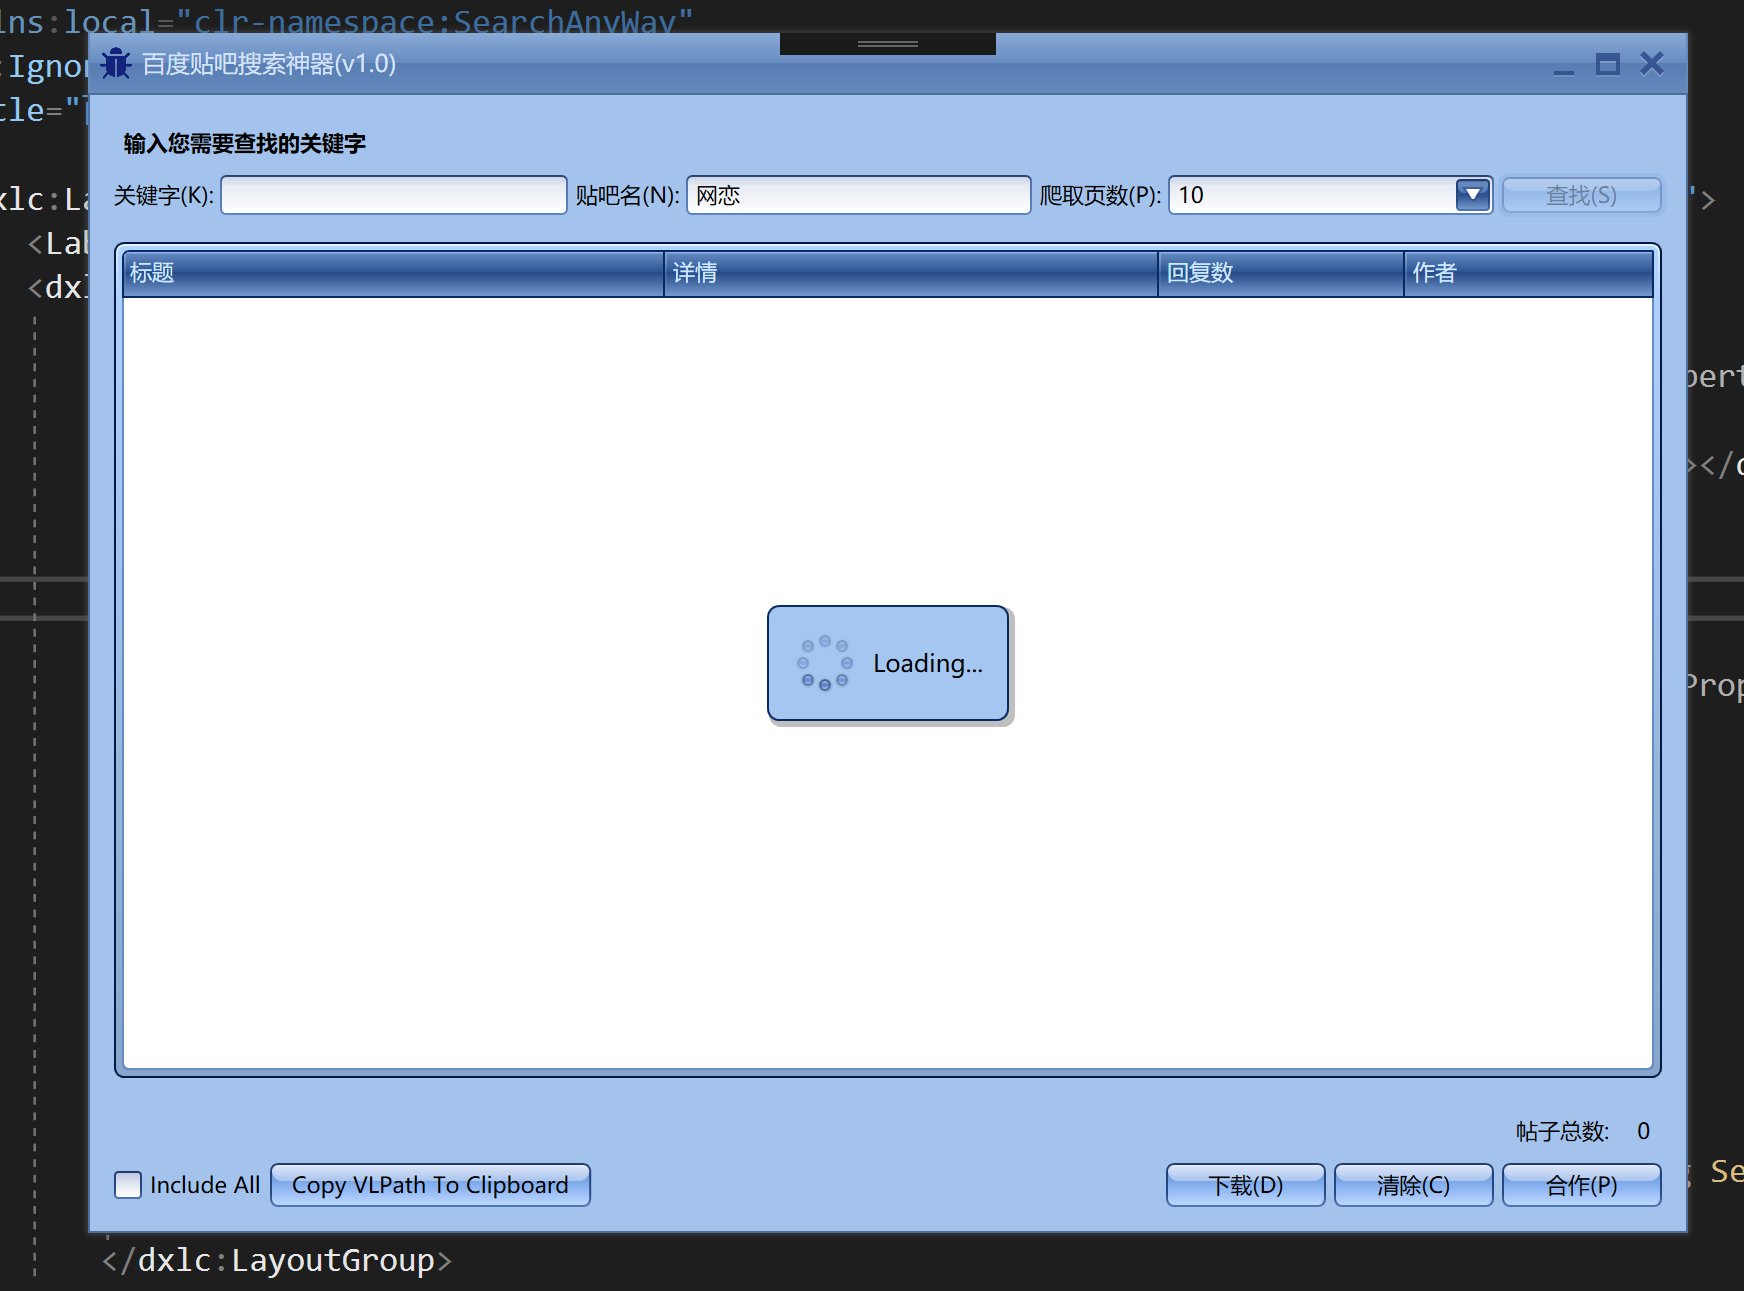 lns:local="clr-namespace:SearchAnyWay"
:Ignor
百度贴吧搜索神器(v1.0)
tle="
输入您需要查找的关键字
xlc:La
关键字(K):
贴吧名(N): 网恋
爬取页数(P): 10
查找(S)
">
<Lab
<dxl
标题 详情 回复数 作者
pert
></
Loading...
Prop
帖子总数: 0
Se
Include All
Copy VLPath To Clipboard
下载(D)
清除(C)
合作(P)
</dxlc:LayoutGroup>